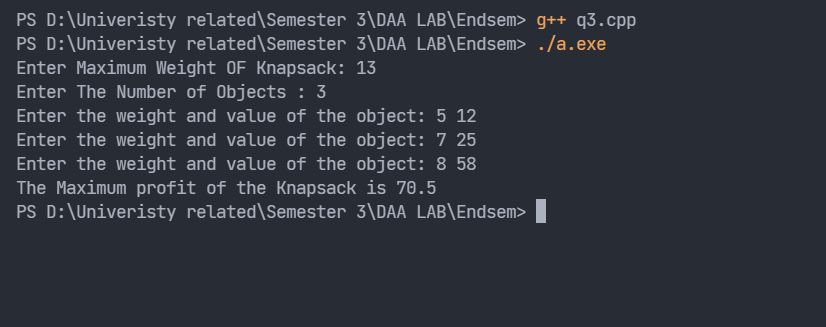 PS D:\Univeristy related\Semester 3\DAA LAB\Endsem> g++ q3.cpp
PS D:\Univeristy related\Semester 3\DAA LAB\Endsem> ./a.exe
Enter Maximum Weight OF Knapsack: 13
Enter The Number of Objects : 3
Enter the weight and value of the object: 5 12
Enter the weight and value of the object: 7 25
Enter the weight and value of the object: 8 58
The Maximum profit of the Knapsack is 70.5
PS D:\Univeristy related\Semester 3\DAA LAB\Endsem>